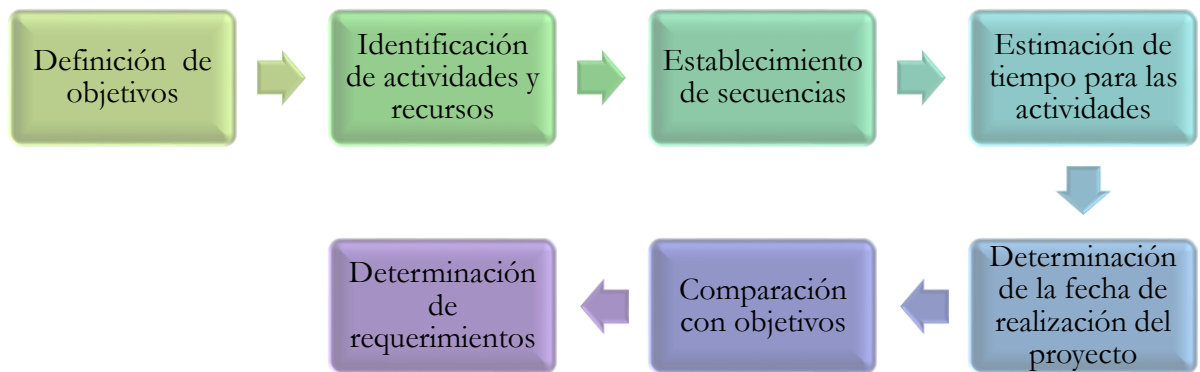 Definición de
objetivos
Identificación
de actividades y
recursos
Establecimiento
de secuencias
Estimación de
tiempo para las
actividades
Determinación
de la fecha de
realización del
proyecto
Comparación
con objetivos
Determinación
de
requerimientos